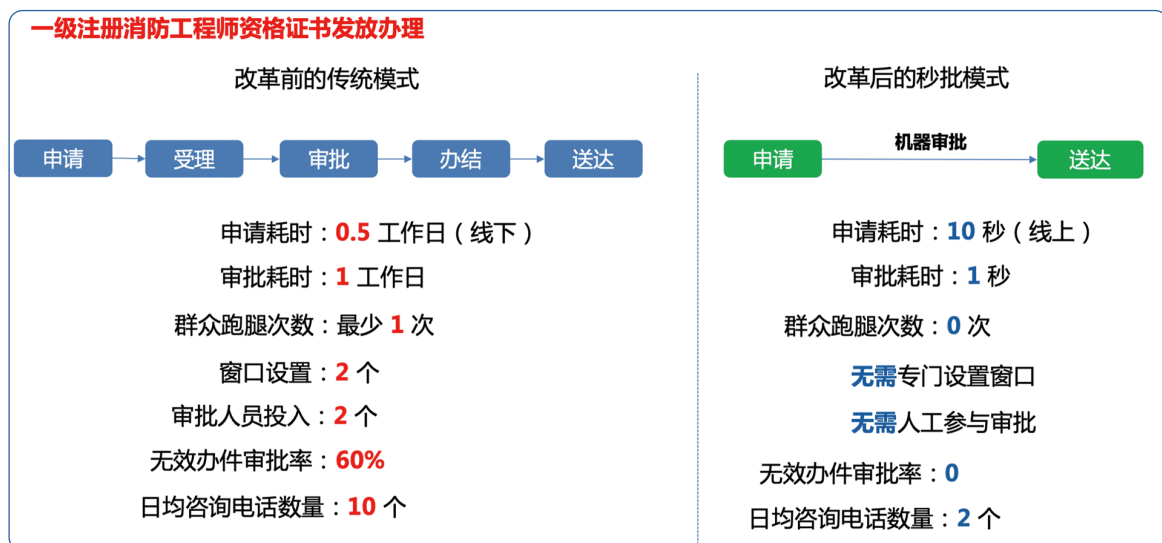 一级注册消防工程师资格证书发放办理
改革前的传统模式
申请
受理
审批
办结
送达
申请耗时：0.5 工作日（线下）
审批耗时：1 工作日
群众跑腿次数：最少 1 次
窗口设置：2 个
审批人员投入：2 个
无效办件审批率：60%
日均咨询电话数量：10 个
改革后的秒批模式
申请
机器审批
送达
申请耗时：10 秒（线上）
审批耗时：1 秒
群众跑腿次数：0 次
无需专门设置窗口
无需人工参与审批
无效办件审批率：0
日均咨询电话数量：2 个